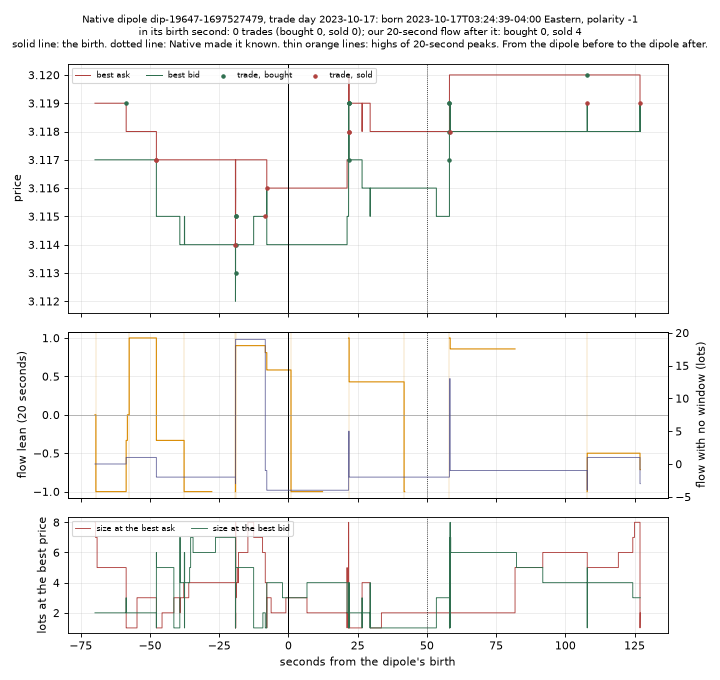 Native dipole dip-19647-1697527479, trade day 2023-10-17: born 2023-10-17T03:24:39-04:00 Eastern, polarity -1
in its birth second: 0 trades (bought 0, sold 0); our 20-second flow after it: bought 0, sold 4
solid line: the birth. dotted line: Native made it known. thin orange lines: highs of 20-second peaks. From the dipole before to the dipole after.
best ask best bid trade, bought trade, sold
3.120
3.119
3.118
3.117
3.116
3.115
3.114
3.113
3.112
price
1.0
0.5
0.0
−0.5
−1.0
flow lean (20 seconds)
20
15
10
5
0
−5
flow with no window (lots)
size at the best ask size at the best bid
8
6
4
2
lots at the best price
−75 −50 −25 0 25 50 75 100 125
seconds from the dipole's birth